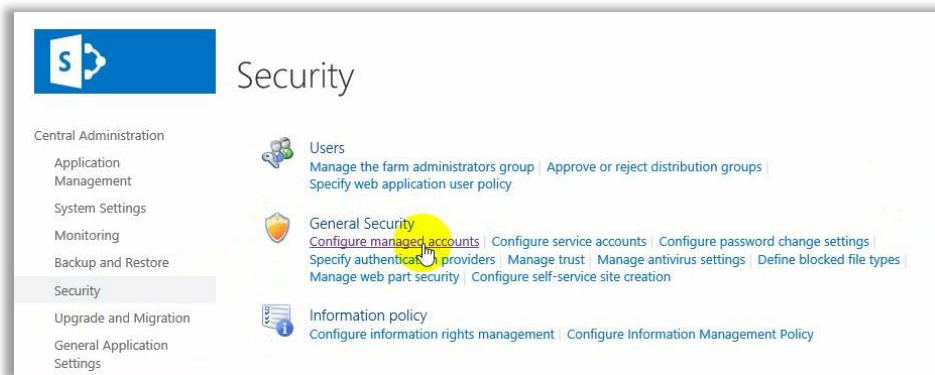 S
Security
Central Administration
Application
Management
System Settings
Monitoring
Backup and Restore
Security
Upgrade and Migration
General Application
Settings
Users
Manage the farm administrators group | Approve or reject distribution groups |
Specify web application user policy
General Security
Configure managed accounts | Configure service accounts | Configure password change settings |
Specify authentication providers | Manage trust | Manage antivirus settings | Define blocked file types |
Manage web part security | Configure self-service site creation
Information policy
Configure information rights management | Configure Information Management Policy